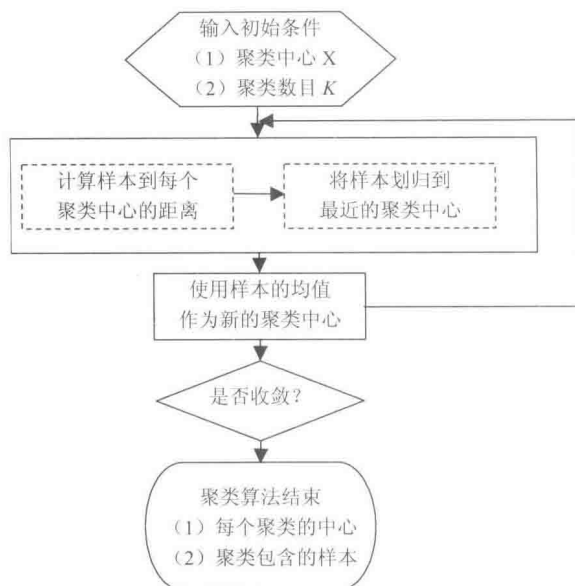 输入初始条件
（1）聚类中心 X
（2）聚类数目 K
计算样本到每个
聚类中心的距离
将样本划归到
最近的聚类中心
使用样本的均值
作为新的聚类中心
是否收敛？
聚类算法结束
（1）每个聚类的中心
（2）聚类包含的样本